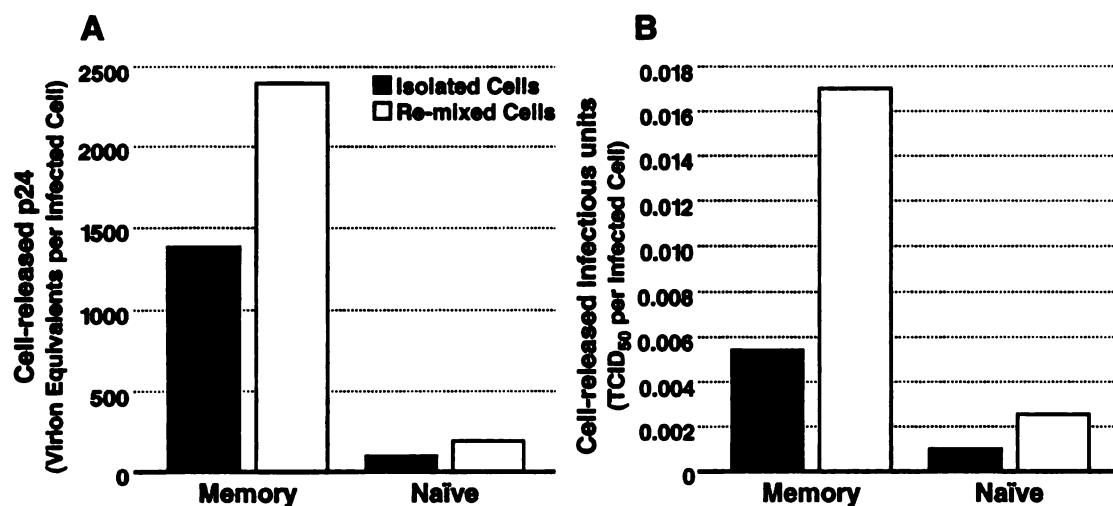 A
Cell-released p24
(Virion Equivalents per Infected Cell)
2500
2000
1500
1000
500
0
Isolated Cells
Re-mixed Cells
Memory
Naïve
B
Cell-released Infectious units
(TCID50 per Infected Cell)
0.018
0.016
0.014
0.012
0.010
0.008
0.006
0.004
0.002
0
Memory
Naïve